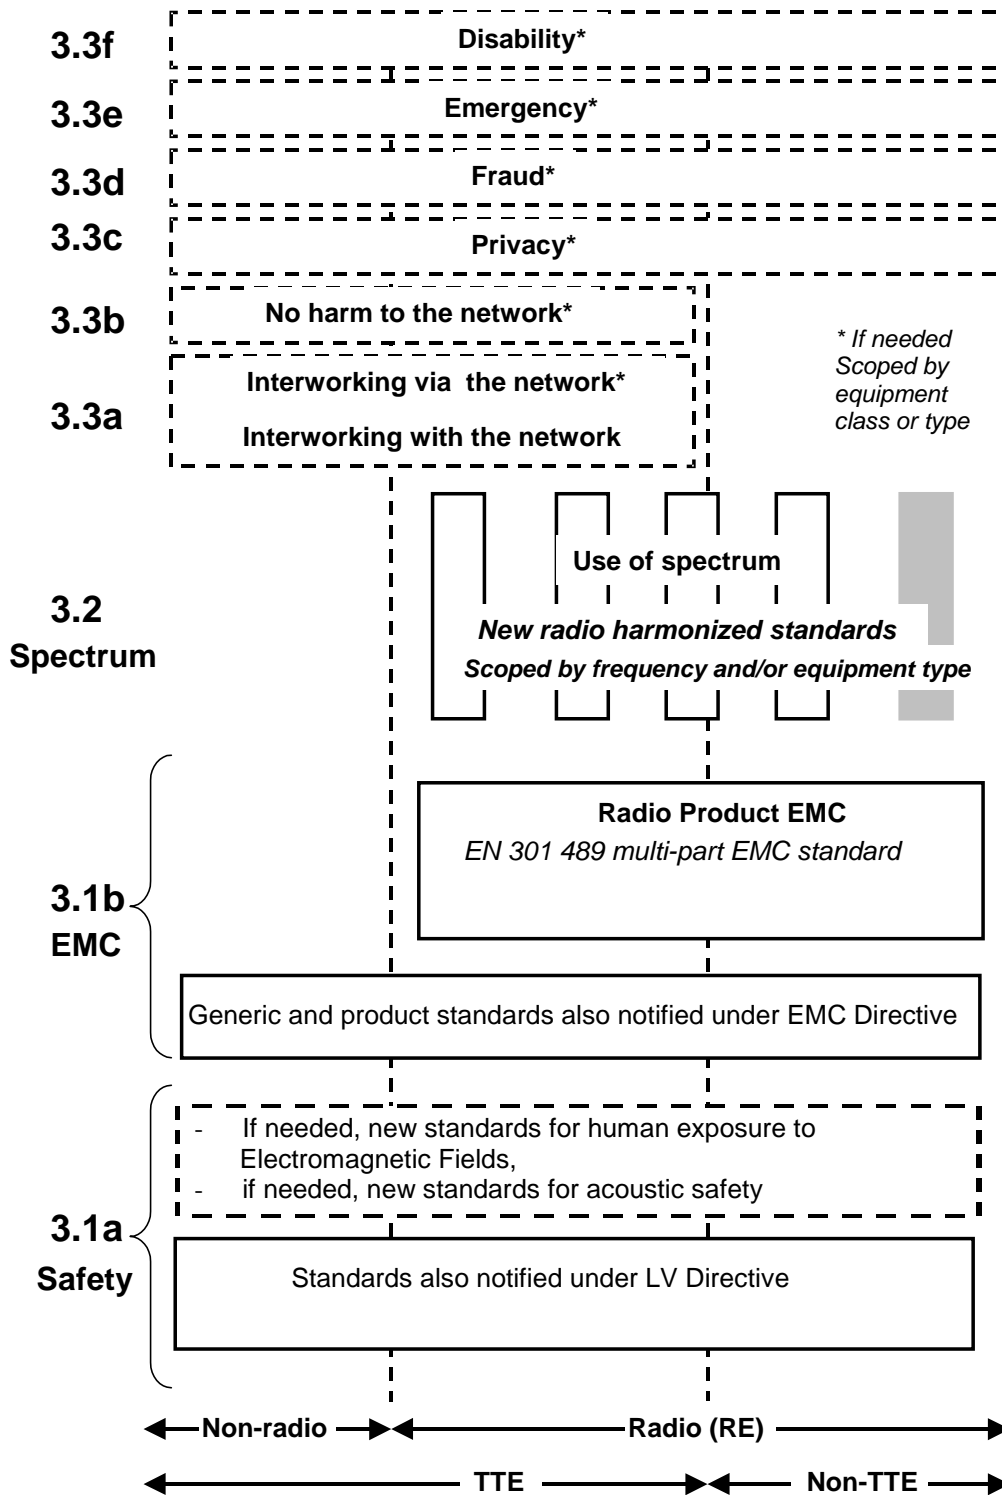 3.3f
Disability*
3.3e
Emergency*
3.3d
Fraud*
3.3c
Privacy*
3.3b
No harm to the network*
* If needed
Scoped by
equipment
class or type
3.3a
Interworking via the network*
Interworking with the network
3.2
Spectrum
Use of spectrum
New radio harmonized standards
Scoped by frequency and/or equipment type
3.1b
EMC
Radio Product EMC
EN 301 489 multi-part EMC standard
Generic and product standards also notified under EMC Directive
3.1a
Safety
- If needed, new standards for human exposure to
Electromagnetic Fields,
- if needed, new standards for acoustic safety
Standards also notified under LV Directive
Non-radio
Radio (RE)
TTE
Non-TTE